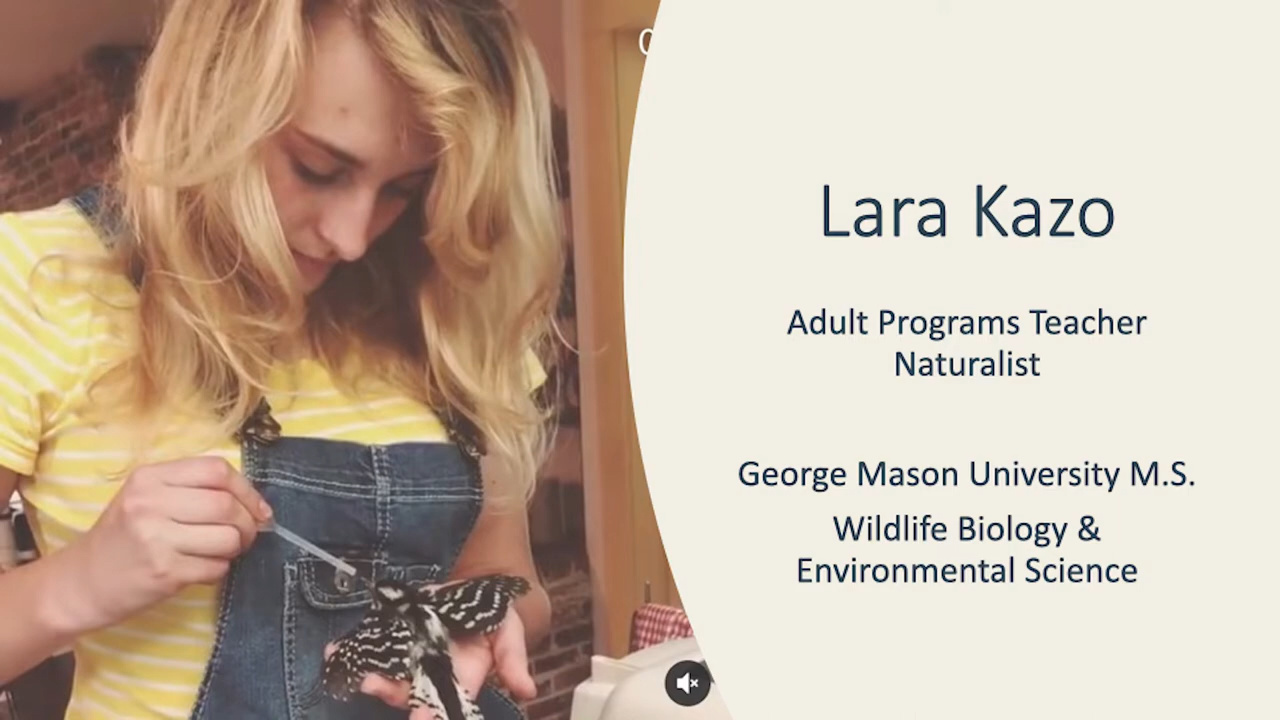 Lara Kazo
Adult Programs Teacher
Naturalist
George Mason University M.S.
Wildlife Biology &
Environmental Science